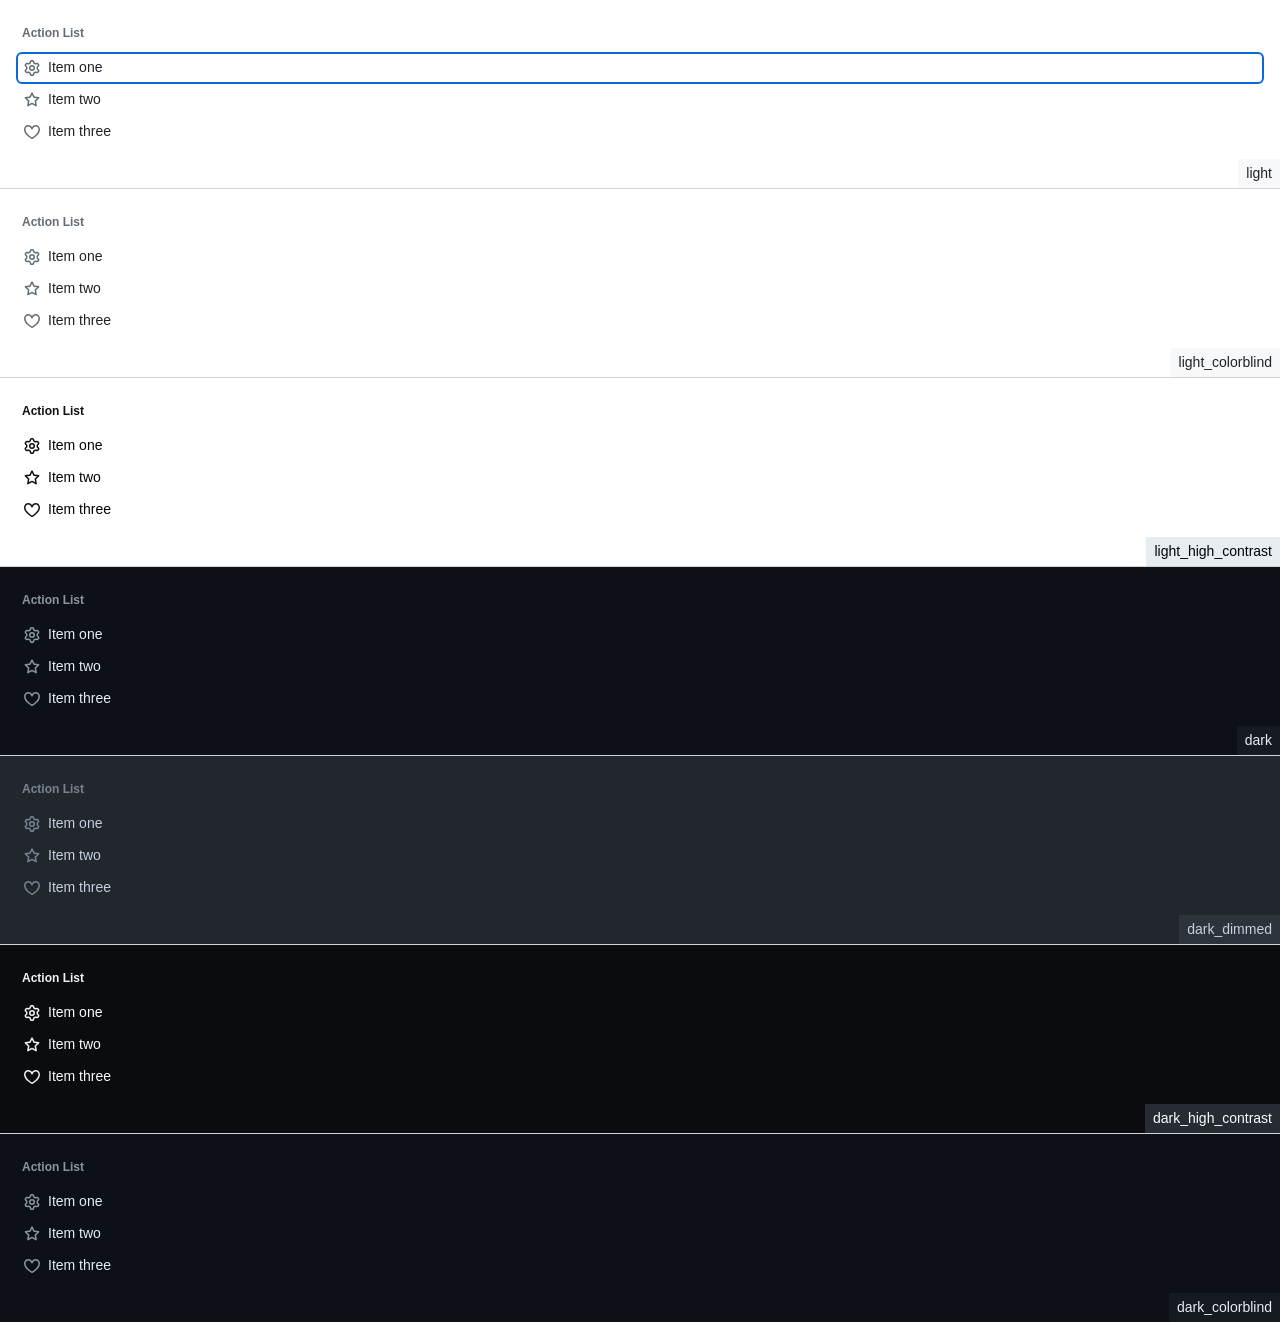 Action List
Item one
Item two
Item three
light
Action List
Item one
Item two
Item three
light_colorblind
Action List
Item one
Item two
Item three
light_high_contrast
Action List
Item one
Item two
Item three
dark
Action List
Item one
Item two
Item three
dark_dimmed
Action List
Item one
Item two
Item three
dark_high_contrast
Action List
Item one
Item two
Item three
dark_colorblind